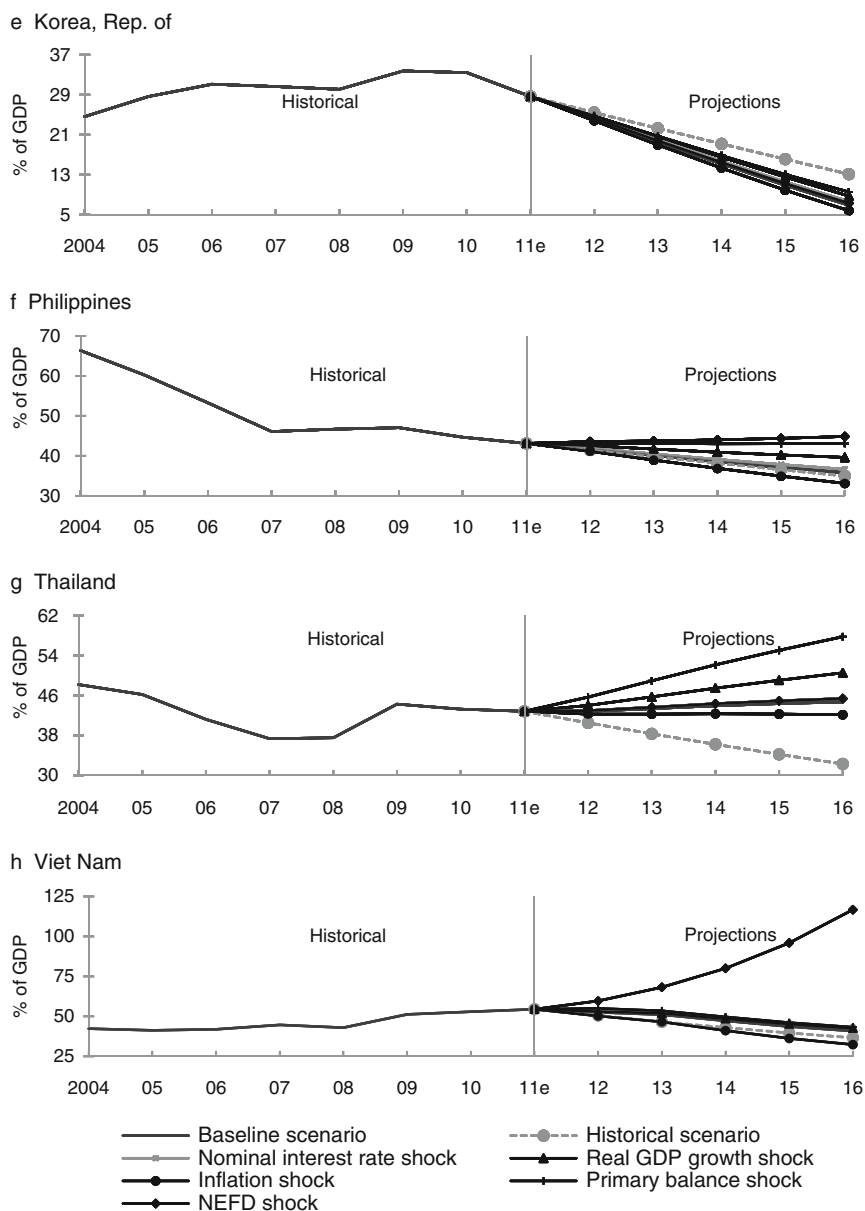 e Korea, Rep. of
37
29
21
13
5
% of GDP
Historical
Projections
2004 05 06 07 08 09 10 11e 12 13 14 15 16
f Philippines
70
60
50
40
30
% of GDP
Historical
Projections
2004 05 06 07 08 09 10 11e 12 13 14 15 16
g Thailand
62
54
46
38
30
% of GDP
Historical
Projections
2004 05 06 07 08 09 10 11e 12 13 14 15 16
h Viet Nam
125
100
75
50
25
% of GDP
Historical
Projections
2004 05 06 07 08 09 10 11e 12 13 14 15 16
Baseline scenario
Historical scenario
Nominal interest rate shock
Real GDP growth shock
Inflation shock
Primary balance shock
NEFD shock